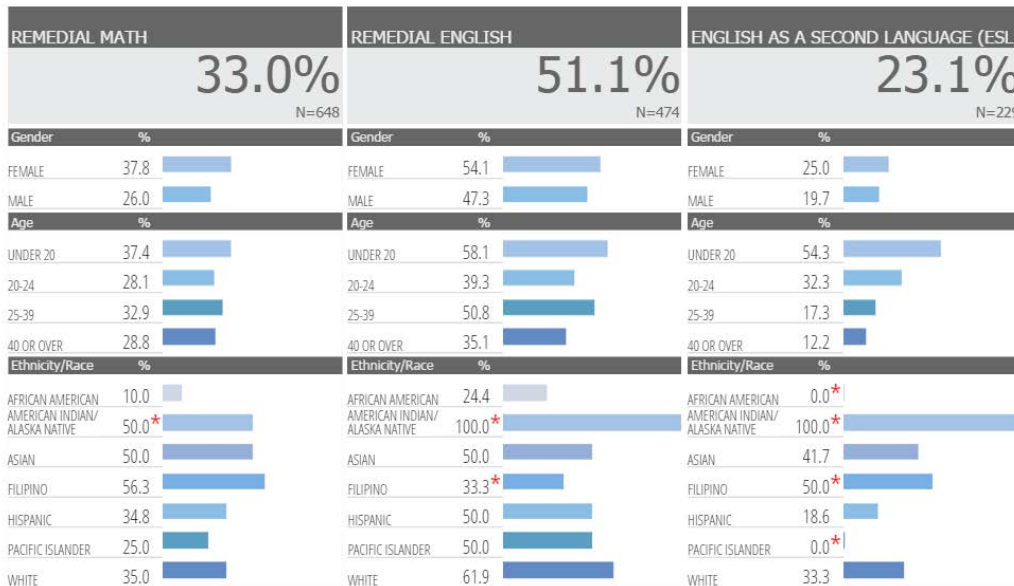 REMEDIAL MATH
33.0%
N=648
Gender %
FEMALE 37.8
MALE 26.0
Age %
UNDER 20 37.4
20-24 28.1
25-39 32.9
40 OR OVER 28.8
Ethnicity/Race %
AFRICAN AMERICAN 10.0
AMERICAN INDIAN/
ALASKA NATIVE 50.0*
ASIAN 50.0
FILIPINO 56.3
HISPANIC 34.8
PACIFIC ISLANDER 25.0
WHITE 35.0
REMEDIAL ENGLISH
51.1%
N=474
Gender %
FEMALE 54.1
MALE 47.3
Age %
UNDER 20 58.1
20-24 39.3
25-39 50.8
40 OR OVER 35.1
Ethnicity/Race %
AFRICAN AMERICAN 24.4
AMERICAN INDIAN/
ALASKA NATIVE 100.0*
ASIAN 50.0
FILIPINO 33.3*
HISPANIC 50.0
PACIFIC ISLANDER 50.0
WHITE 61.9
ENGLISH AS A SECOND LANGUAGE (ESL
23.1%
N=229
Gender %
FEMALE 25.0
MALE 19.7
Age %
UNDER 20 54.3
20-24 32.3
25-39 17.3
40 OR OVER 12.2
Ethnicity/Race %
AFRICAN AMERICAN 0.0*
AMERICAN INDIAN/
ALASKA NATIVE 100.0*
ASIAN 41.7
FILIPINO 50.0*
HISPANIC 18.6
PACIFIC ISLANDER 0.0*
WHITE 33.3